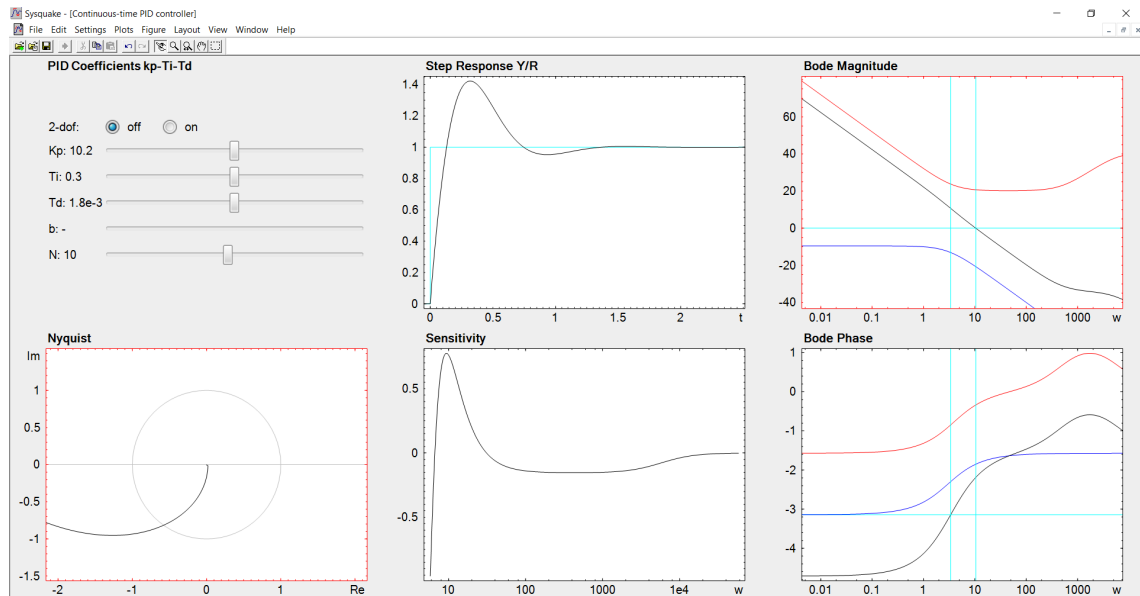 Sysquake - [Continuous-time PID controller]
File Edit Settings Plots Figure Layout View Window Help
PID Coefficients kp-Ti-Td
2-dof: off on
Kp: 10.2
Ti: 0.3
Td: 1.8e-3
b: -
N: 10
Step Response Y/R
1.4
1.2
1
0.8
0.6
0.4
0.2
0
0 0.5 1 1.5 2 t
Bode Magnitude
60
40
20
0
-20
-40
0.01 0.1 1 10 100 1000 w
Nyquist
Im
1
0.5
0
-0.5
-1
-1.5
-2 -1 0 1 Re
Sensitivity
0.5
0
-0.5
10 100 1000 1e4 w
Bode Phase
1
0
-1
-2
-3
-4
0.01 0.1 1 10 100 1000 w